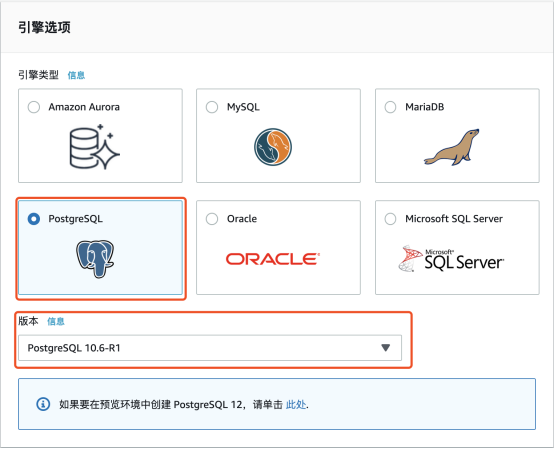 引擎选项
引擎类型 信息
Amazon Aurora
MySQL
MariaDB
PostgreSQL
Oracle
Microsoft SQL Server
ORACLE®
Microsoft®
SQL Server®
版本 信息
PostgreSQL 10.6-R1
如果要在预览环境中创建 PostgreSQL 12，请单击 此处.